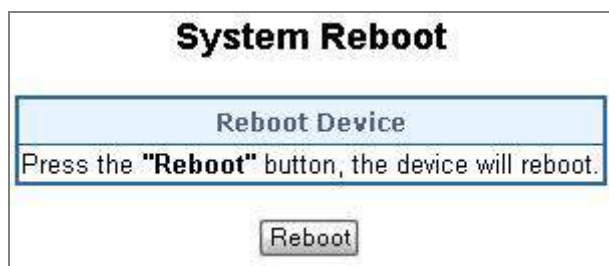 System Reboot
Reboot Device
Press the "Reboot" button, the device will reboot.
Reboot